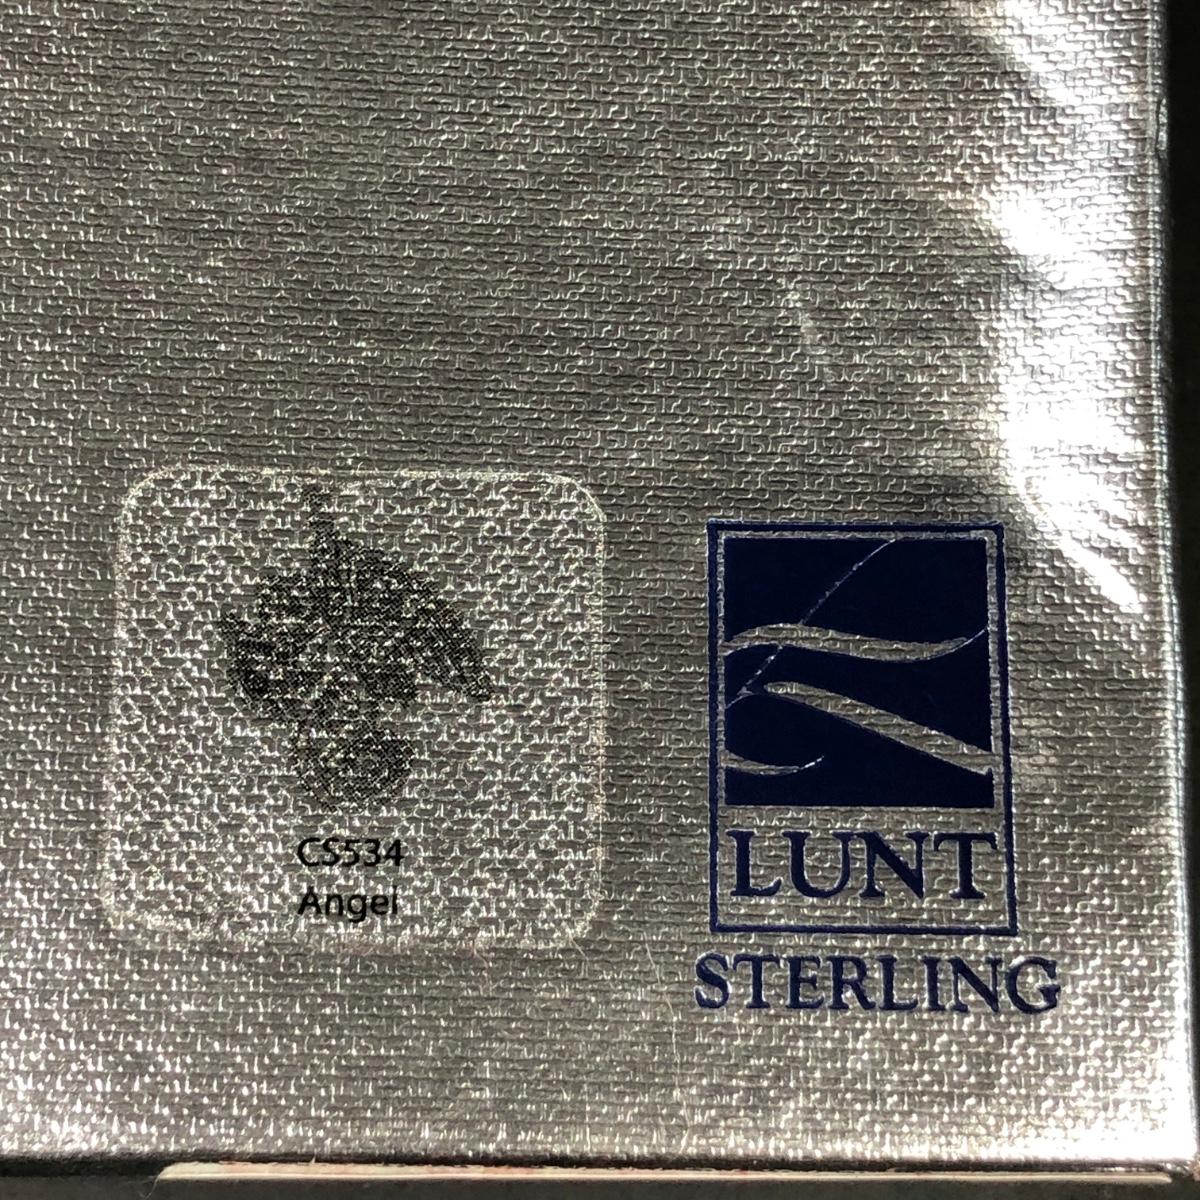 CS534
Angel
LUNT
STERLING